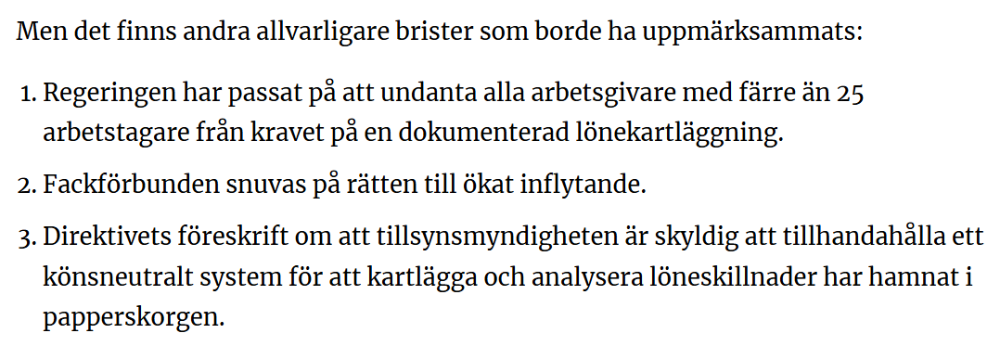 Men det finns andra allvarligare brister som borde ha uppmärksammats:
1. Regeringen har passat på att undanta alla arbetsgivare med färre än 25
arbetstagare från kravet på en dokumenterad lönekartläggning.
2. Fackförbunden snuvas på rätten till ökat inflytande.
3. Direktivets föreskrift om att tillsynsmyndigheten är skyldig att tillhandahålla ett
könsneutralt system för att kartlägga och analysera löneskillnader har hamnat i
papperskorgen.